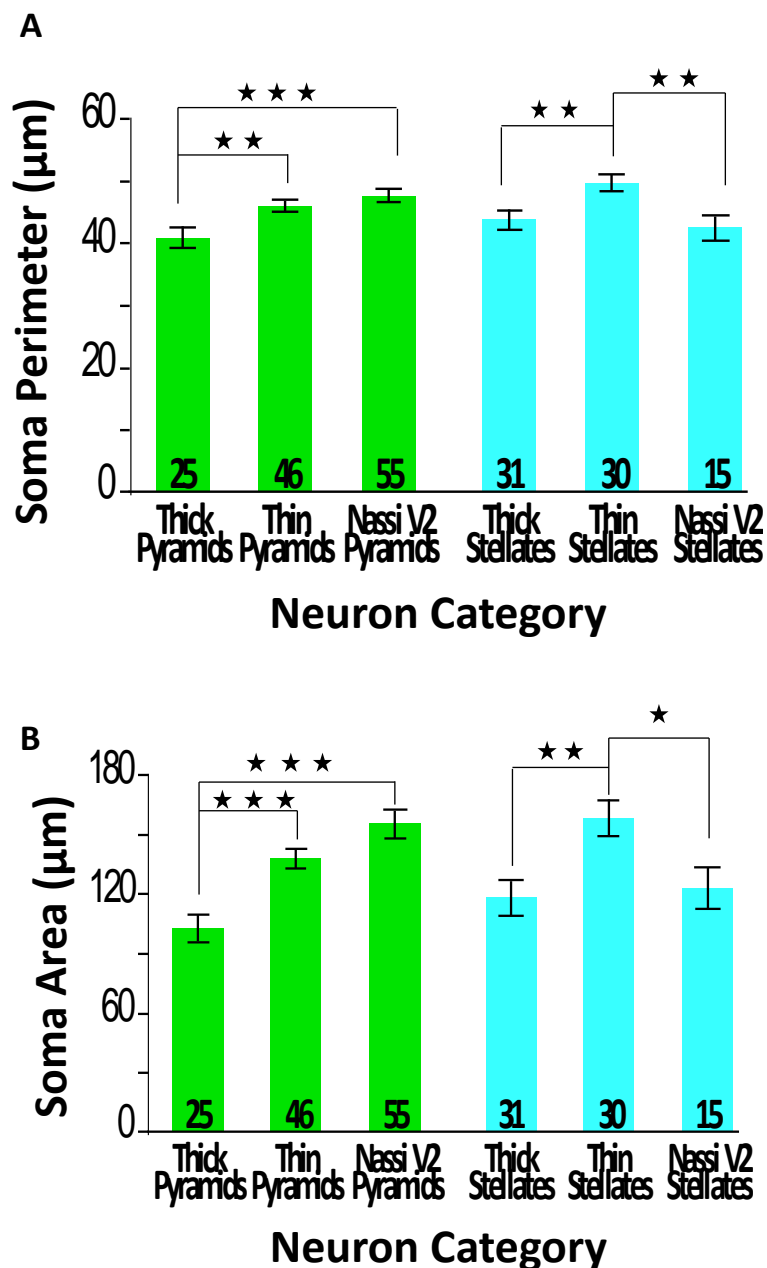 A
★ ★ ★
★ ★
★ ★
★ ★
Soma Perimeter (µm)
60
40
20
0
25
46
55
31
30
15
Thick Pyramids
Thin Pyramids
Nassi V2 Pyramids
Thick Stellates
Thin Stellates
Nassi V2 Stellates
Neuron Category
B
★ ★ ★
★ ★ ★
★ ★
★
Soma Area (µm)
180
120
60
0
25
46
55
31
30
15
Thick Pyramids
Thin Pyramids
Nassi V2 Pyramids
Thick Stellates
Thin Stellates
Nassi V2 Stellates
Neuron Category